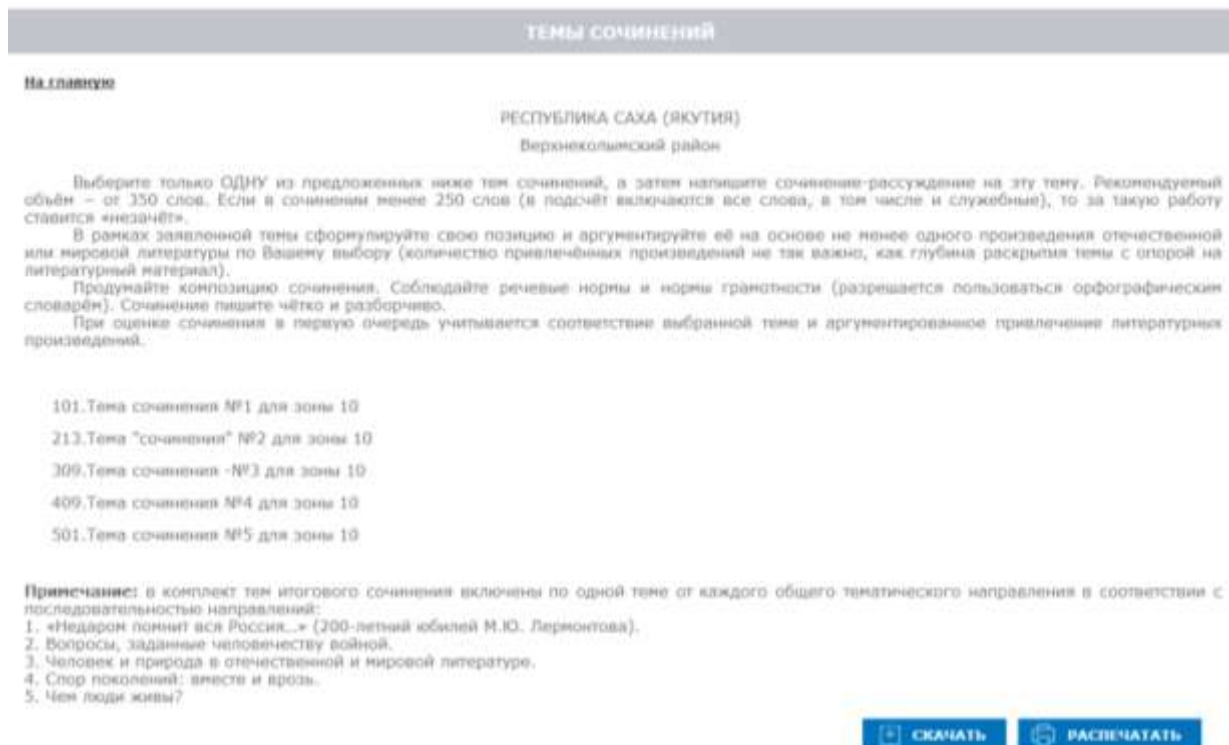 ТЕМЫ СОЧИНЕНИЙ
На главную
РЕСПУБЛИКА САХА (ЯКУТИЯ)
Верхнеколымский район
Выберите только ОДНУ из предложенных ниже тем сочинений, а затем напишите сочинение-рассуждение на эту тему. Рекомендуемый
объём – от 350 слов. Если в сочинении менее 250 слов (в подсчёт включаются все слова, в том числе и служебные), то за такую работу
ставится «незачёт».
В рамках заявленной темы сформулируйте свою позицию и аргументируйте её на основе не менее одного произведения отечественной
или мировой литературы по Вашему выбору (количество привлечённых произведений не так важно, как глубина раскрытия темы с опорой на
литературный материал).
Продумайте композицию сочинения. Соблюдайте речевые нормы и нормы грамотности (разрешается пользоваться орфографическим
словарём). Сочинение пишите чётко и разборчиво.
При оценке сочинения в первую очередь учитывается соответствие выбранной теме и аргументированное привлечение литературных
произведений.
101.Тема сочинения №1 для зоны 10
213.Тема "сочинения" №2 для зоны 10
309.Тема сочинения -№3 для зоны 10
409.Тема сочинения №4 для зоны 10
501.Тема сочинения №5 для зоны 10
Примечание: в комплект тем итогового сочинения включены по одной теме от каждого общего тематического направления в соответствии с
последовательностью направлений:
1. «Недаром помнит вся Россия...» (200-летний юбилей М.Ю. Лермонтова).
2. Вопросы, заданные человечеству войной.
3. Человек и природа в отечественной и мировой литературе.
4. Спор поколений: вместе и врозь.
5. Чем люди живы?
СКАЧАТЬ РАСПЕЧАТАТЬ